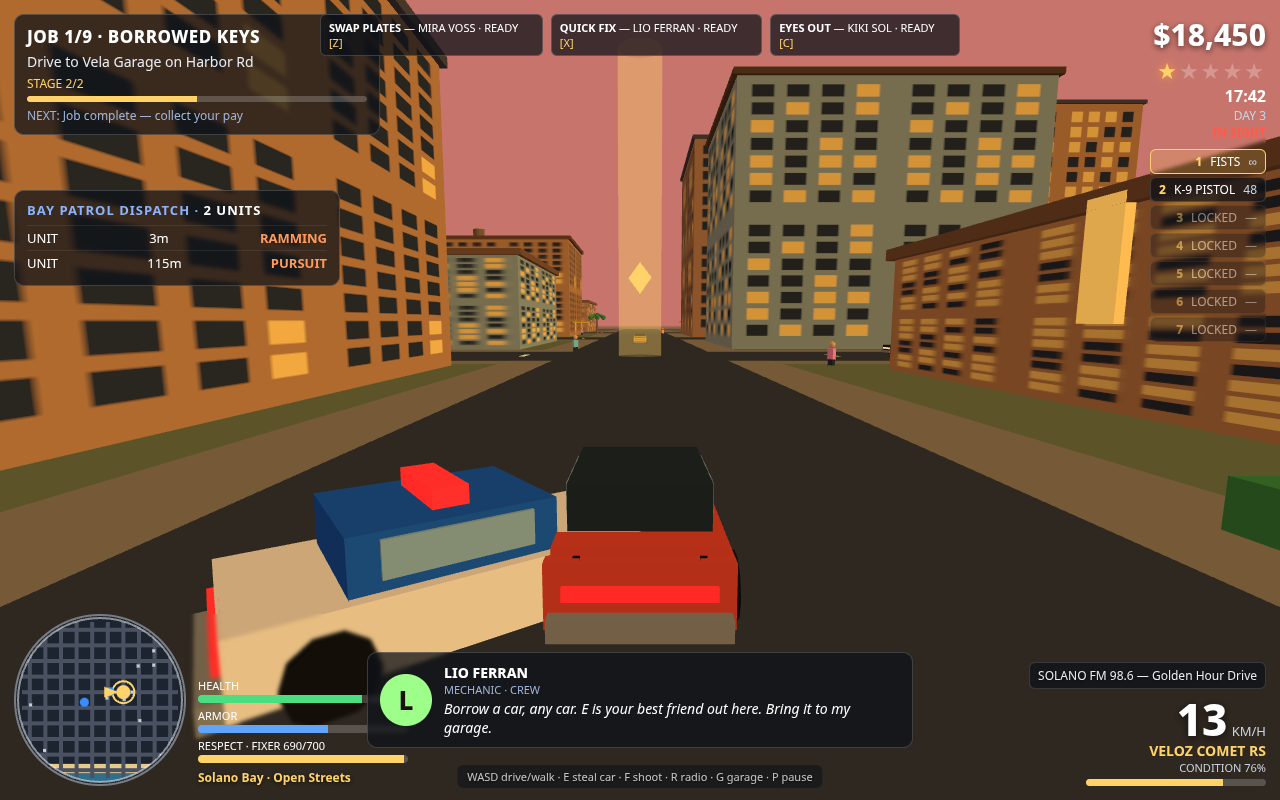 JOB 1/9 · BORROWED KEYS
Drive to Vela Garage on Harbor Rd
STAGE 2/2
NEXT: Job complete — collect your pay
SWAP PLATES — MIRA VOSS · READY
[Z]
QUICK FIX — LIO FERRAN · READY
[X]
EYES OUT — KIKI SOL · READY
[C]
$18,450
17:42
DAY 3
1 FISTS ∞
2 K-9 PISTOL 48
3 LOCKED —
4 LOCKED —
5 LOCKED —
6 LOCKED —
7 LOCKED —
BAY PATROL DISPATCH · 2 UNITS
UNIT 3m RAMMING
UNIT 115m PURSUIT
HEALTH
ARMOR
RESPECT · FIXER 690/700
Solano Bay · Open Streets
L
LIO FERRAN
MECHANIC · CREW
Borrow a car, any car. E is your best friend out here. Bring it to my
garage.
WASD drive/walk · E steal car · F shoot · R radio · G garage · P pause
SOLANO FM 98.6 — Golden Hour Drive
13 KM/H
VELOZ COMET RS
CONDITION 76%